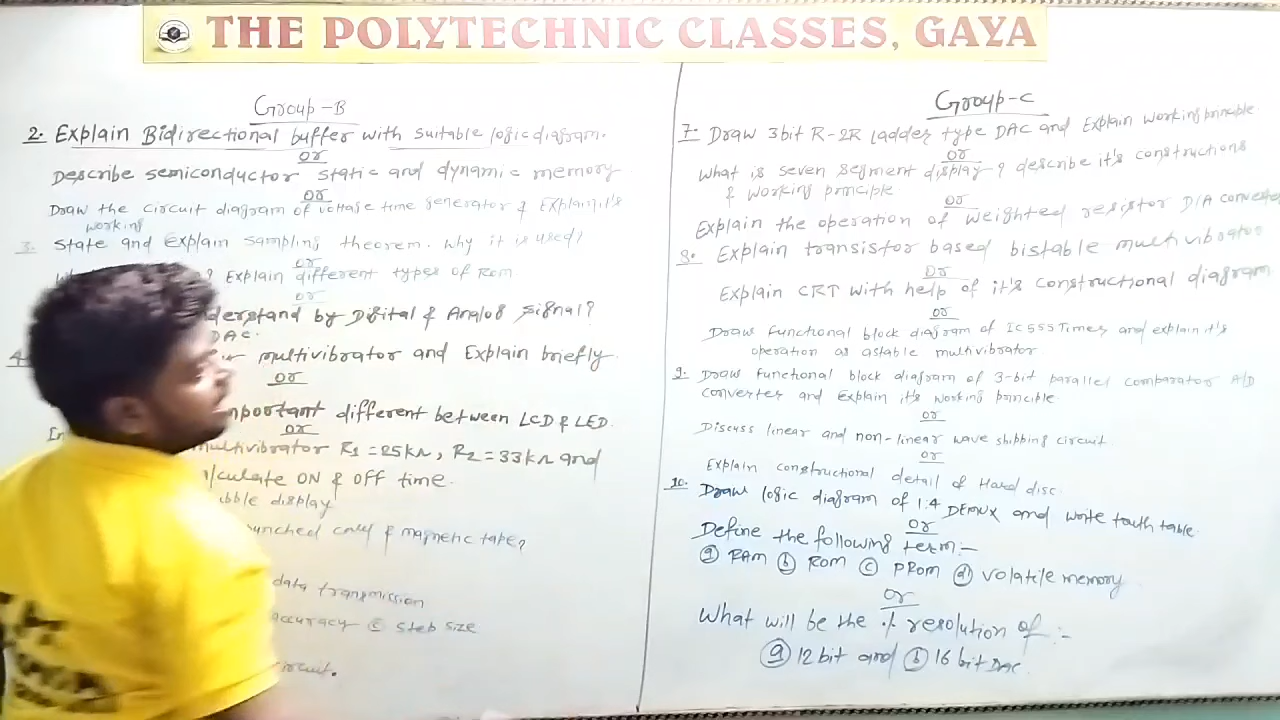 THE POLYTECHNIC CLASSES, GAYA
Group-B
2. Explain Bidirectional buffer with suitable logic diagram.
or
Describe semiconductor static and dynamic memory
or
Draw the circuit diagram of voltage time generator & Explain it's
working
3. State and explain sampling theorem. Why it is used?
or
? Explain different types of ROM
or
derstand by Digital & Analog signal?
DAC.
4. multivibrator and Explain briefly.
or
mportant different between LCD & LED.
or
In multivibrator R1 = 25kΩ, R2 = 33kΩ and
lculate ON & OFF time.
bble display
unched card & magnetic tape?
data transmission
accuracy © step size
ircuit.
Group-C
7. Draw 3bit R-2R Ladder type DAC and Explain working principle
or
What is seven segment display? describe it's constructions
& working principle.
or
Explain the operation of weighted resistor D/A converter
8. Explain transistor based bistable multivibrator
or
Explain CRT with help of it's constructional diagram
or
Draw functional block diagram of IC555 Timer and explain it's
operation as astable multivibrator.
9. Draw functional block diagram of 3-bit parallel comparator A/D
converter and explain it's working principle.
or
Discuss linear and non-linear wave shipping circuit.
or
Explain constructional detail of Hard disc.
10. Draw logic diagram of 1:4 DEMUX and write truth table.
or
Define the following term:-
ⓐ RAM ⓑ ROM ⓒ PROM ⓓ volatile memory
or
What will be the % resolution of :-
ⓐ 12 bit and ⓑ 16 bit DAC.